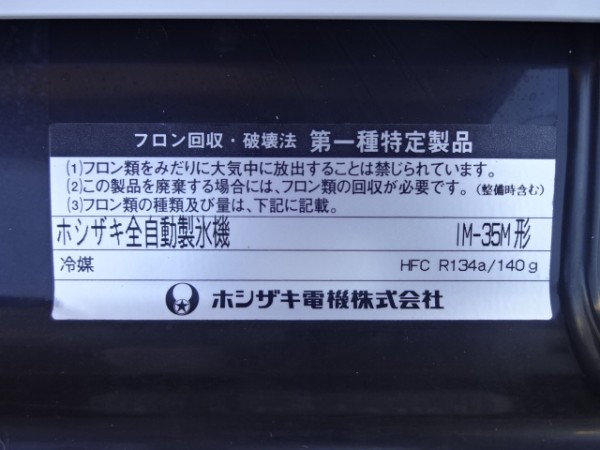 フロン回収・破壊法 第一種特定製品
(1)フロン類をみだりに大気中に放出することは禁じられています。
(2)この製品を廃棄する場合には、フロン類の回収が必要です。(整備時含む)
(3)フロン類の種類及び量は、下記に記載。
ホシザキ全自動製氷機 IM-35M形
冷媒 HFC R134a/140g
ホシザキ電機株式会社